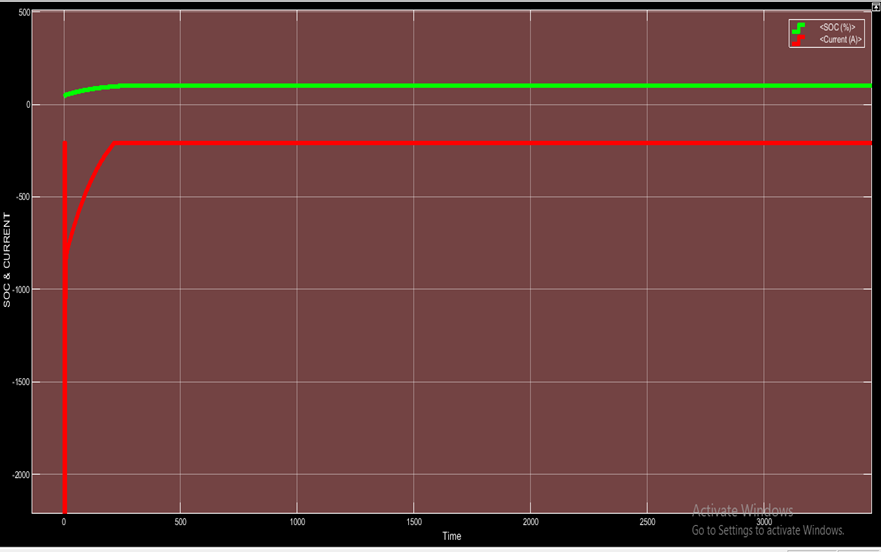 500
<SOC (%)>
<Current (A)>
0
-500
-1000
-1500
-2000
SOC & CURRENT
0
500
1000
1500
2000
2500
3000
Time
Activate Windows
Go to Settings to activate Windows.